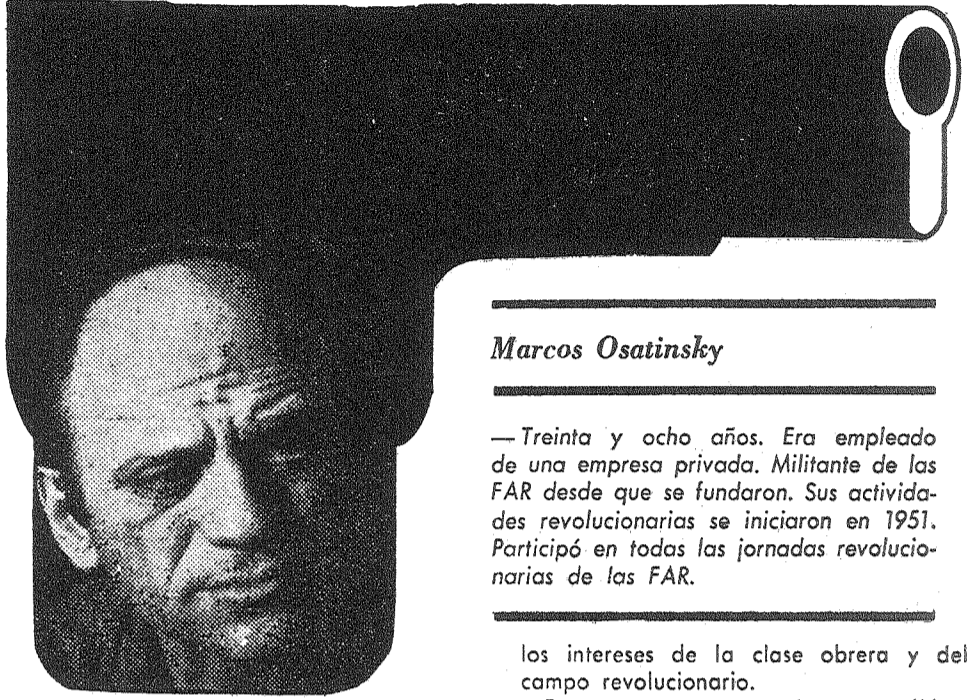 Marcos Osatinsky
— Treinta y ocho años. Era empleado
de una empresa privada. Militante de las
FAR desde que se fundaron. Sus activida-
des revolucionarias se iniciaron en 1951.
Participó en todas las jornadas revolucio-
narias de las FAR.
los intereses de la clase obrera y del
campo revolucionario.